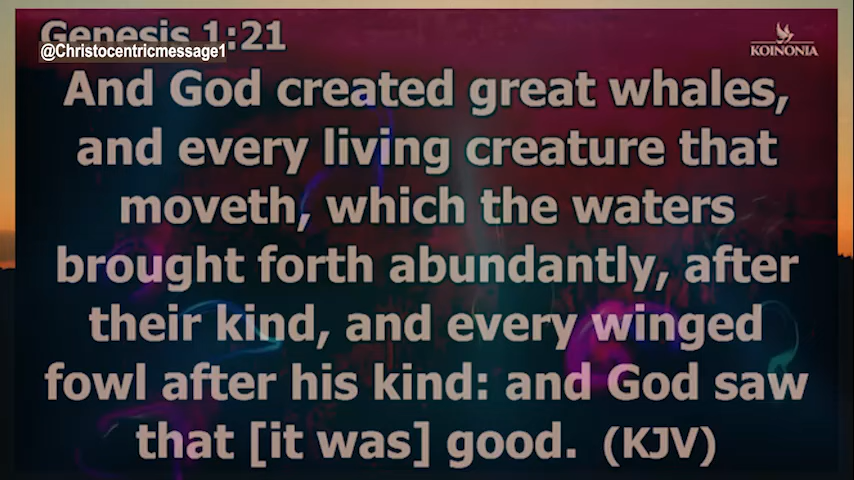 Genesis 1:21
@Christocentricmessage1
KOINONIA
And God created great whales,
and every living creature that
moveth, which the waters
brought forth abundantly, after
their kind, and every winged
fowl after his kind: and God saw
that [it was] good. (KJV)